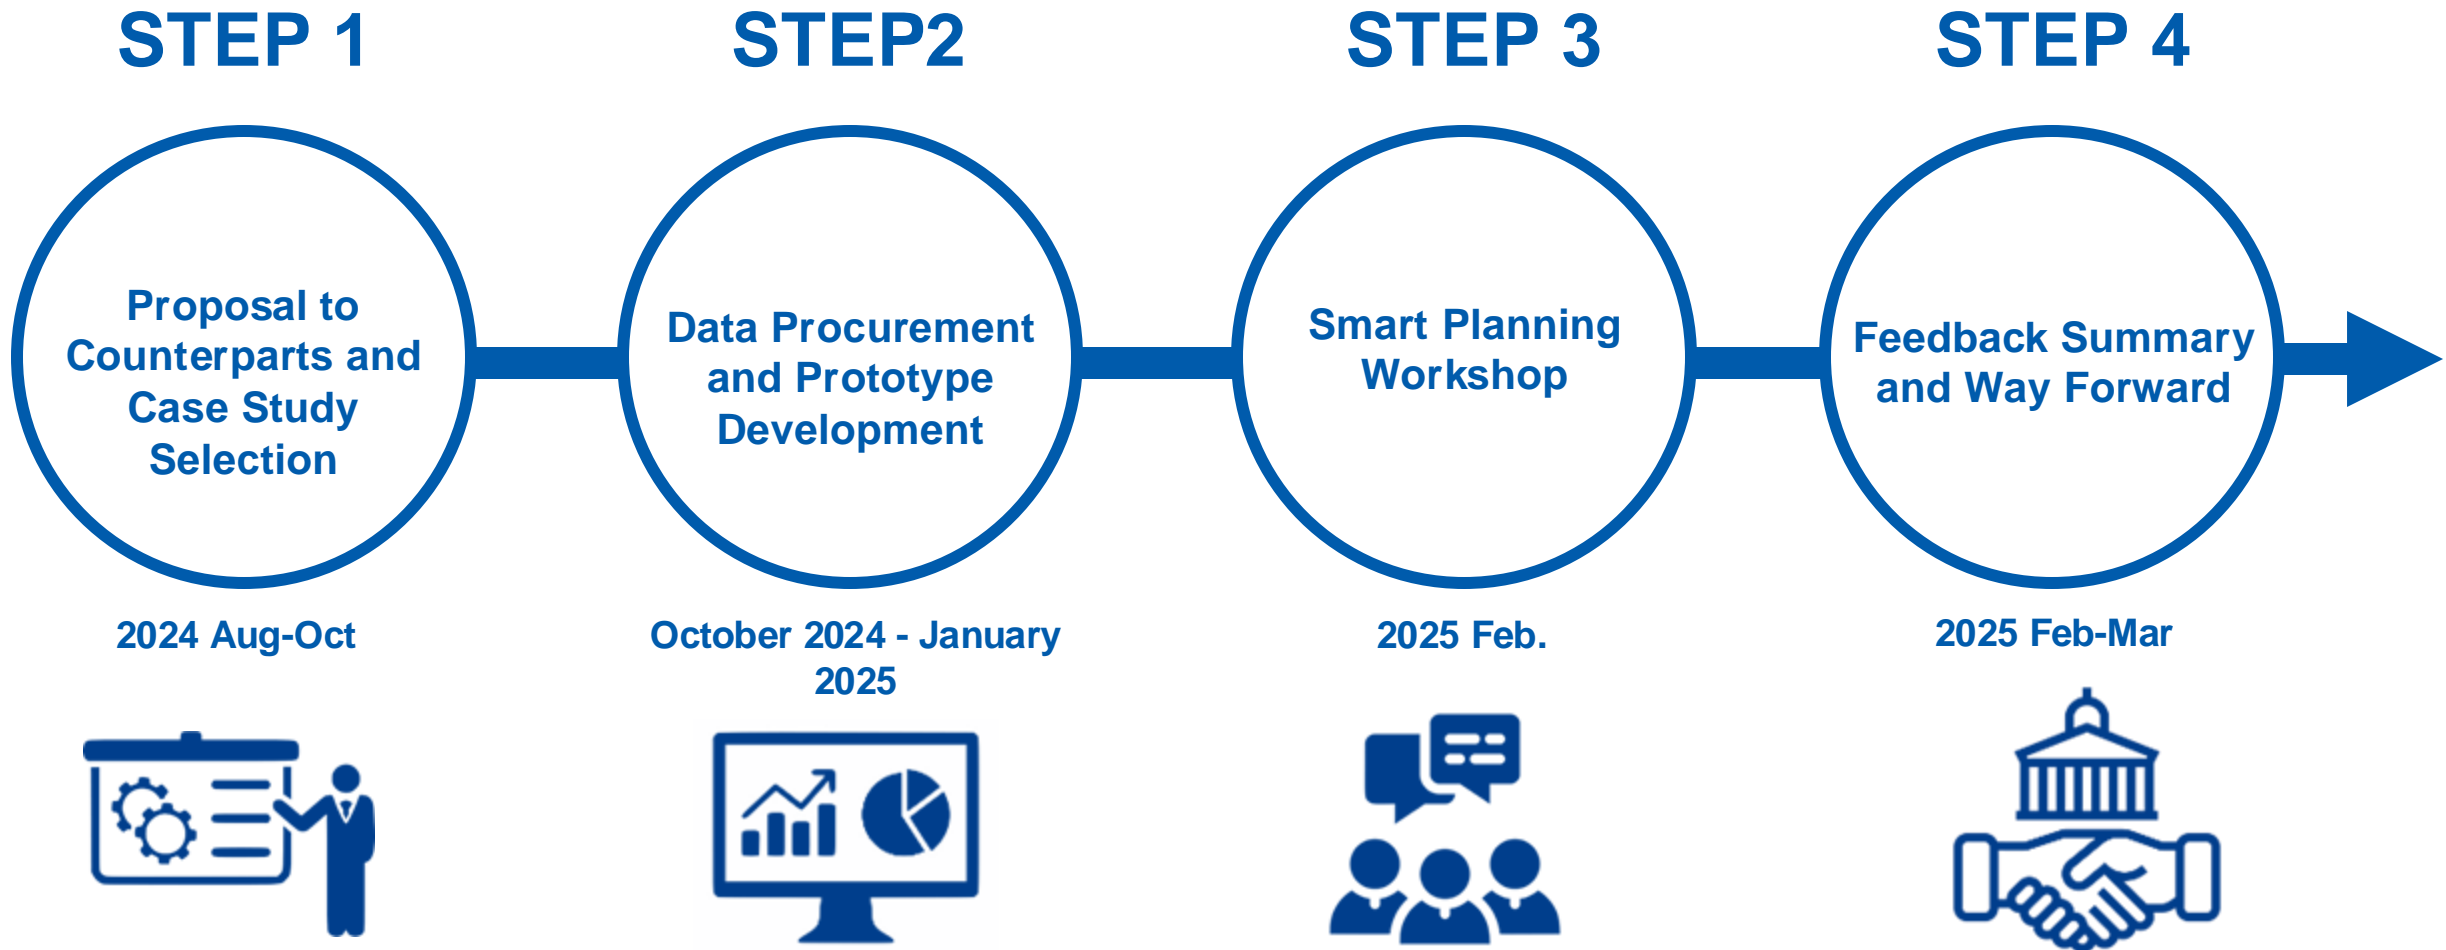 STEP 1
Proposal to
Counterparts and
Case Study
Selection
2024 Aug-Oct
STEP2
Data Procurement
and Prototype
Development
October 2024 - January
2025
STEP 3
Smart Planning
Workshop
2025 Feb.
STEP 4
Feedback Summary
and Way Forward
2025 Feb-Mar